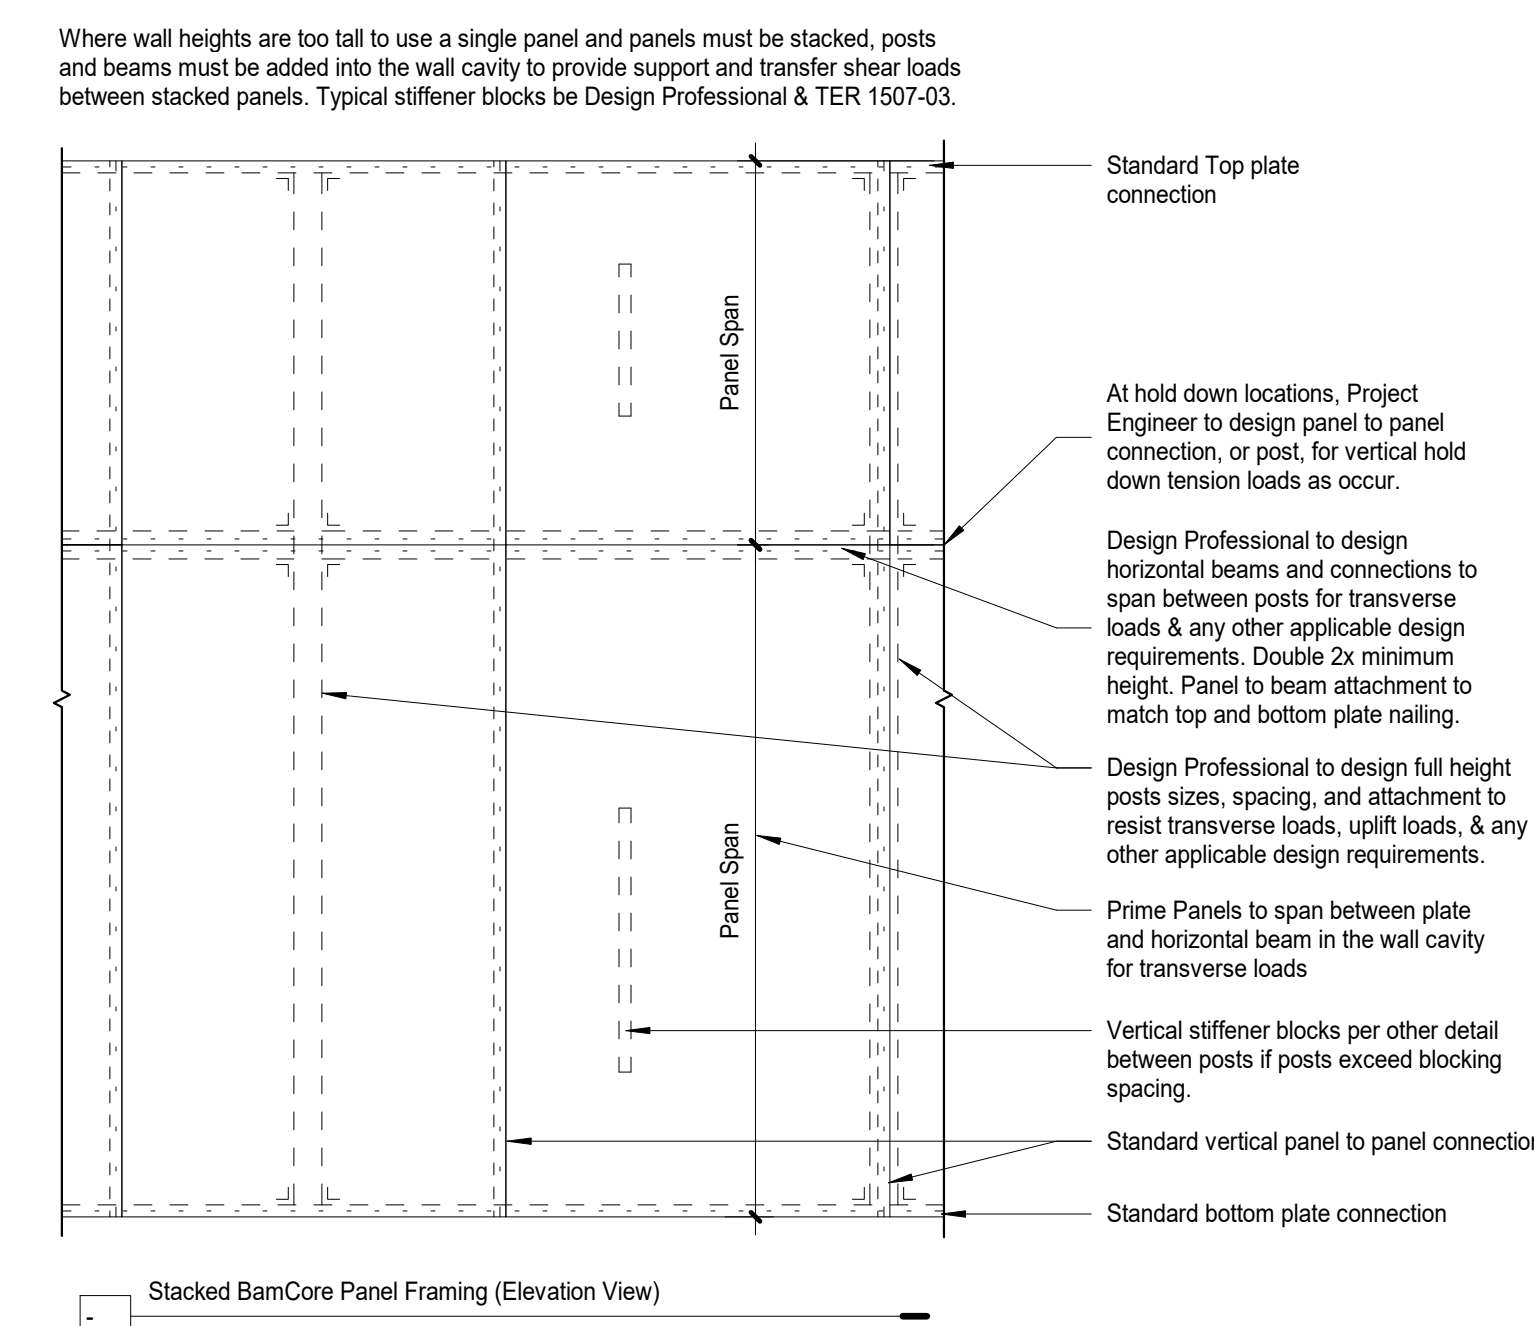 Where wall heights are too tall to use a single panel and panels must be stacked, posts
and beams must be added into the wall cavity to provide support and transfer shear loads
between stacked panels. Typical stiffener blocks be Design Professional & TER 1507-03.
Standard Top plate
connection
Panel Span
At hold down locations, Project
Engineer to design panel to panel
connection, or post, for vertical hold
down tension loads as occur.
Design Professional to design
horizontal beams and connections to
span between posts for transverse
loads & any other applicable design
requirements. Double 2x minimum
height. Panel to beam attachment to
match top and bottom plate nailing.
Design Professional to design full height
posts sizes, spacing, and attachment to
resist transverse loads, uplift loads, & any
other applicable design requirements.
Panel Span
Prime Panels to span between plate
and horizontal beam in the wall cavity
for transverse loads
Vertical stiffener blocks per other detail
between posts if posts exceed blocking
spacing.
Standard vertical panel to panel connection
Standard bottom plate connection
Stacked BamCore Panel Framing (Elevation View)
-